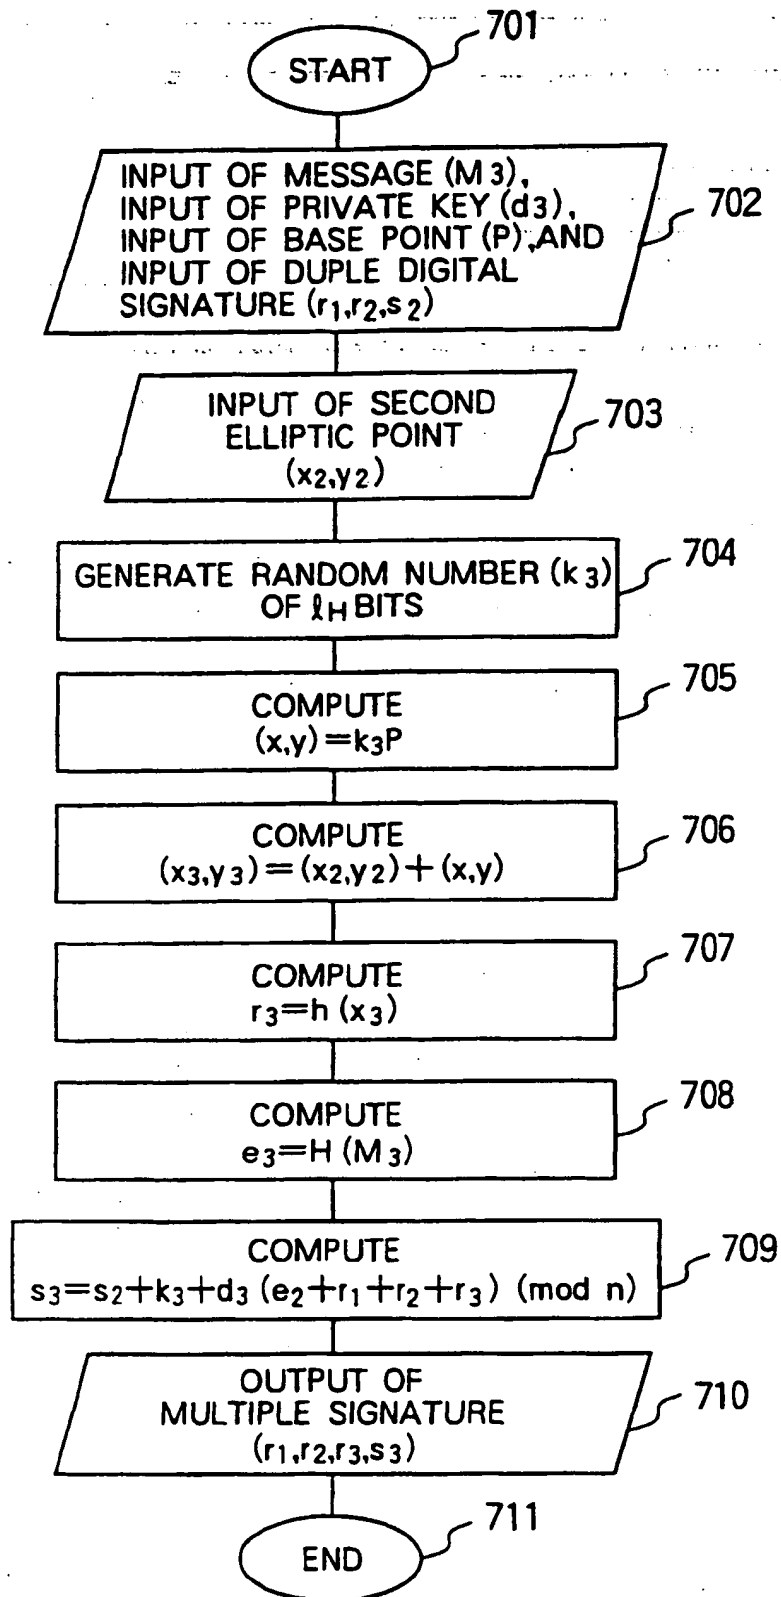 701
START
INPUT OF MESSAGE (M3),
INPUT OF PRIVATE KEY (d3),
INPUT OF BASE POINT (P), AND
INPUT OF DUPLE DIGITAL
SIGNATURE (r1,r2,s2)
702
INPUT OF SECOND
ELLIPTIC POINT
(x2,y2)
703
GENERATE RANDOM NUMBER (k3)
OF ℓH BITS
704
COMPUTE
(x,y)=k3P
705
COMPUTE
(x3,y3)=(x2,y2)+(x,y)
706
COMPUTE
r3=h(x3)
707
COMPUTE
e3=H(M3)
708
COMPUTE
s3=s2+k3+d3 (e2+r1+r2+r3) (mod n)
709
OUTPUT OF
MULTIPLE SIGNATURE
(r1,r2,r3,s3)
710
END
711